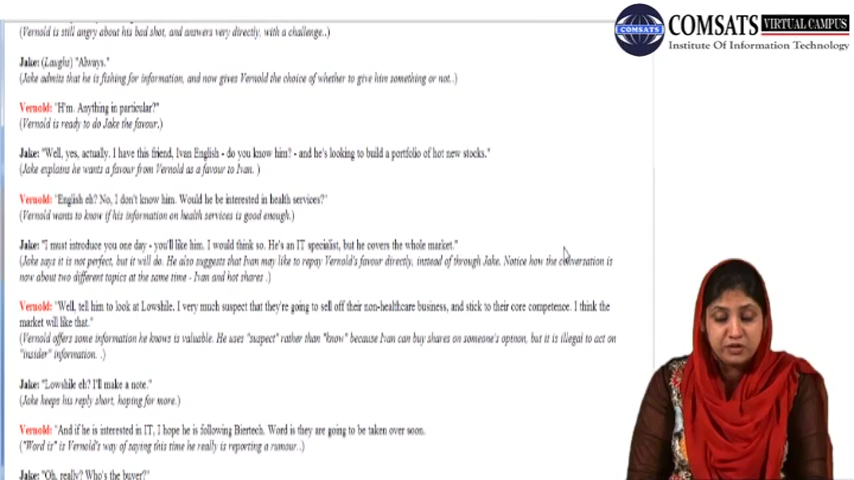 COMSATS VIRTUAL CAMPUS
Institute Of Information Technology
COMSATS
(Vernold is still angry about his bad shot, and answers very directly, with a challenge..)
Jake: (Laughs) "Always."
(Jake admits that he is fishing for information, and now gives Vernold the choice of whether to give him something or not..)
Vernold: "H'm. Anything in particular?"
(Vernold is ready to do Jake the favour.)
Jake: "Well, yes, actually. I have this friend, Ivan English - do you know him? - and he's looking to build a portfolio of hot new stocks."
(Jake explains he wants a favour from Vernold as a favour to Ivan. )
Vernold: "English eh? No, I don't know him. Would he be interested in health services?"
(Vernold wants to know if his information on health services is good enough.)
Jake: "I must introduce you one day - you'll like him. I would think so. He's an IT specialist, but he covers the whole market."
(Jake says it is not perfect, but it will do. He also suggests that Ivan may like to repay Vernold's favour directly, instead of through Jake. Notice how the conversation is
now about two different topics at the same time - Ivan and hot shares .)
Vernold: "Well, tell him to look at Lowshile. I very much suspect that they're going to sell off their non-healthcare business, and stick to their core competence. I think the
market will like that."
(Vernold offers some information he knows is valuable. He uses "suspect" rather than "know" because Ivan can buy shares on someone's opinon, but it is illegal to act on
"insider" information. .)
Jake: "Lowshile eh? I'll make a note."
(Jake keeps his reply short, hoping for more.)
Vernold: "And if he is interested in IT, I hope he is following Biertech. Word is they are going to be taken over soon.
("Word is" is Vernold's way of saying this time he really is reporting a rumour..)
Jake: "Oh, really? Who's the buyer?"